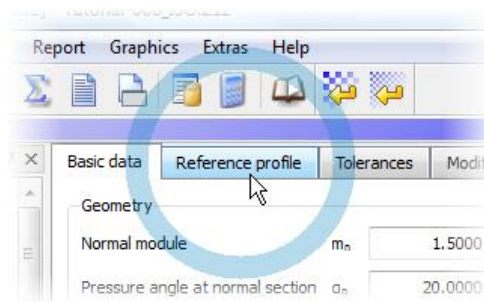 Report Graphics Extras Help
Basic data Reference profile Tolerances
Geometry
Normal module mn 1.5000
Pressure angle at normal section αn 20.0000